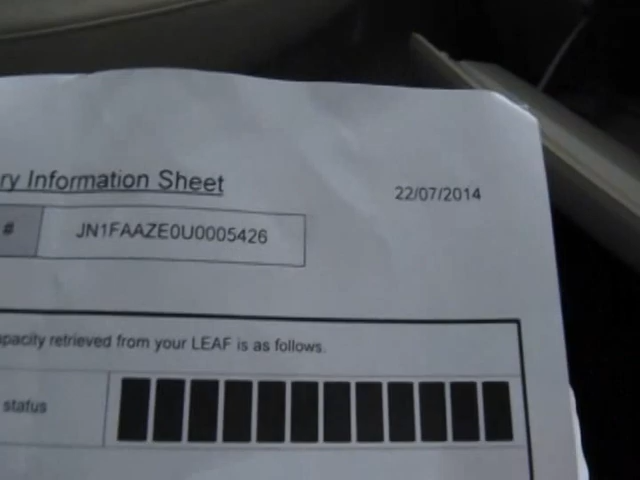 ry Information Sheet
22/07/2014
# JN1FAAZE0U0005426
pacity retrieved from your LEAF is as follows.
status